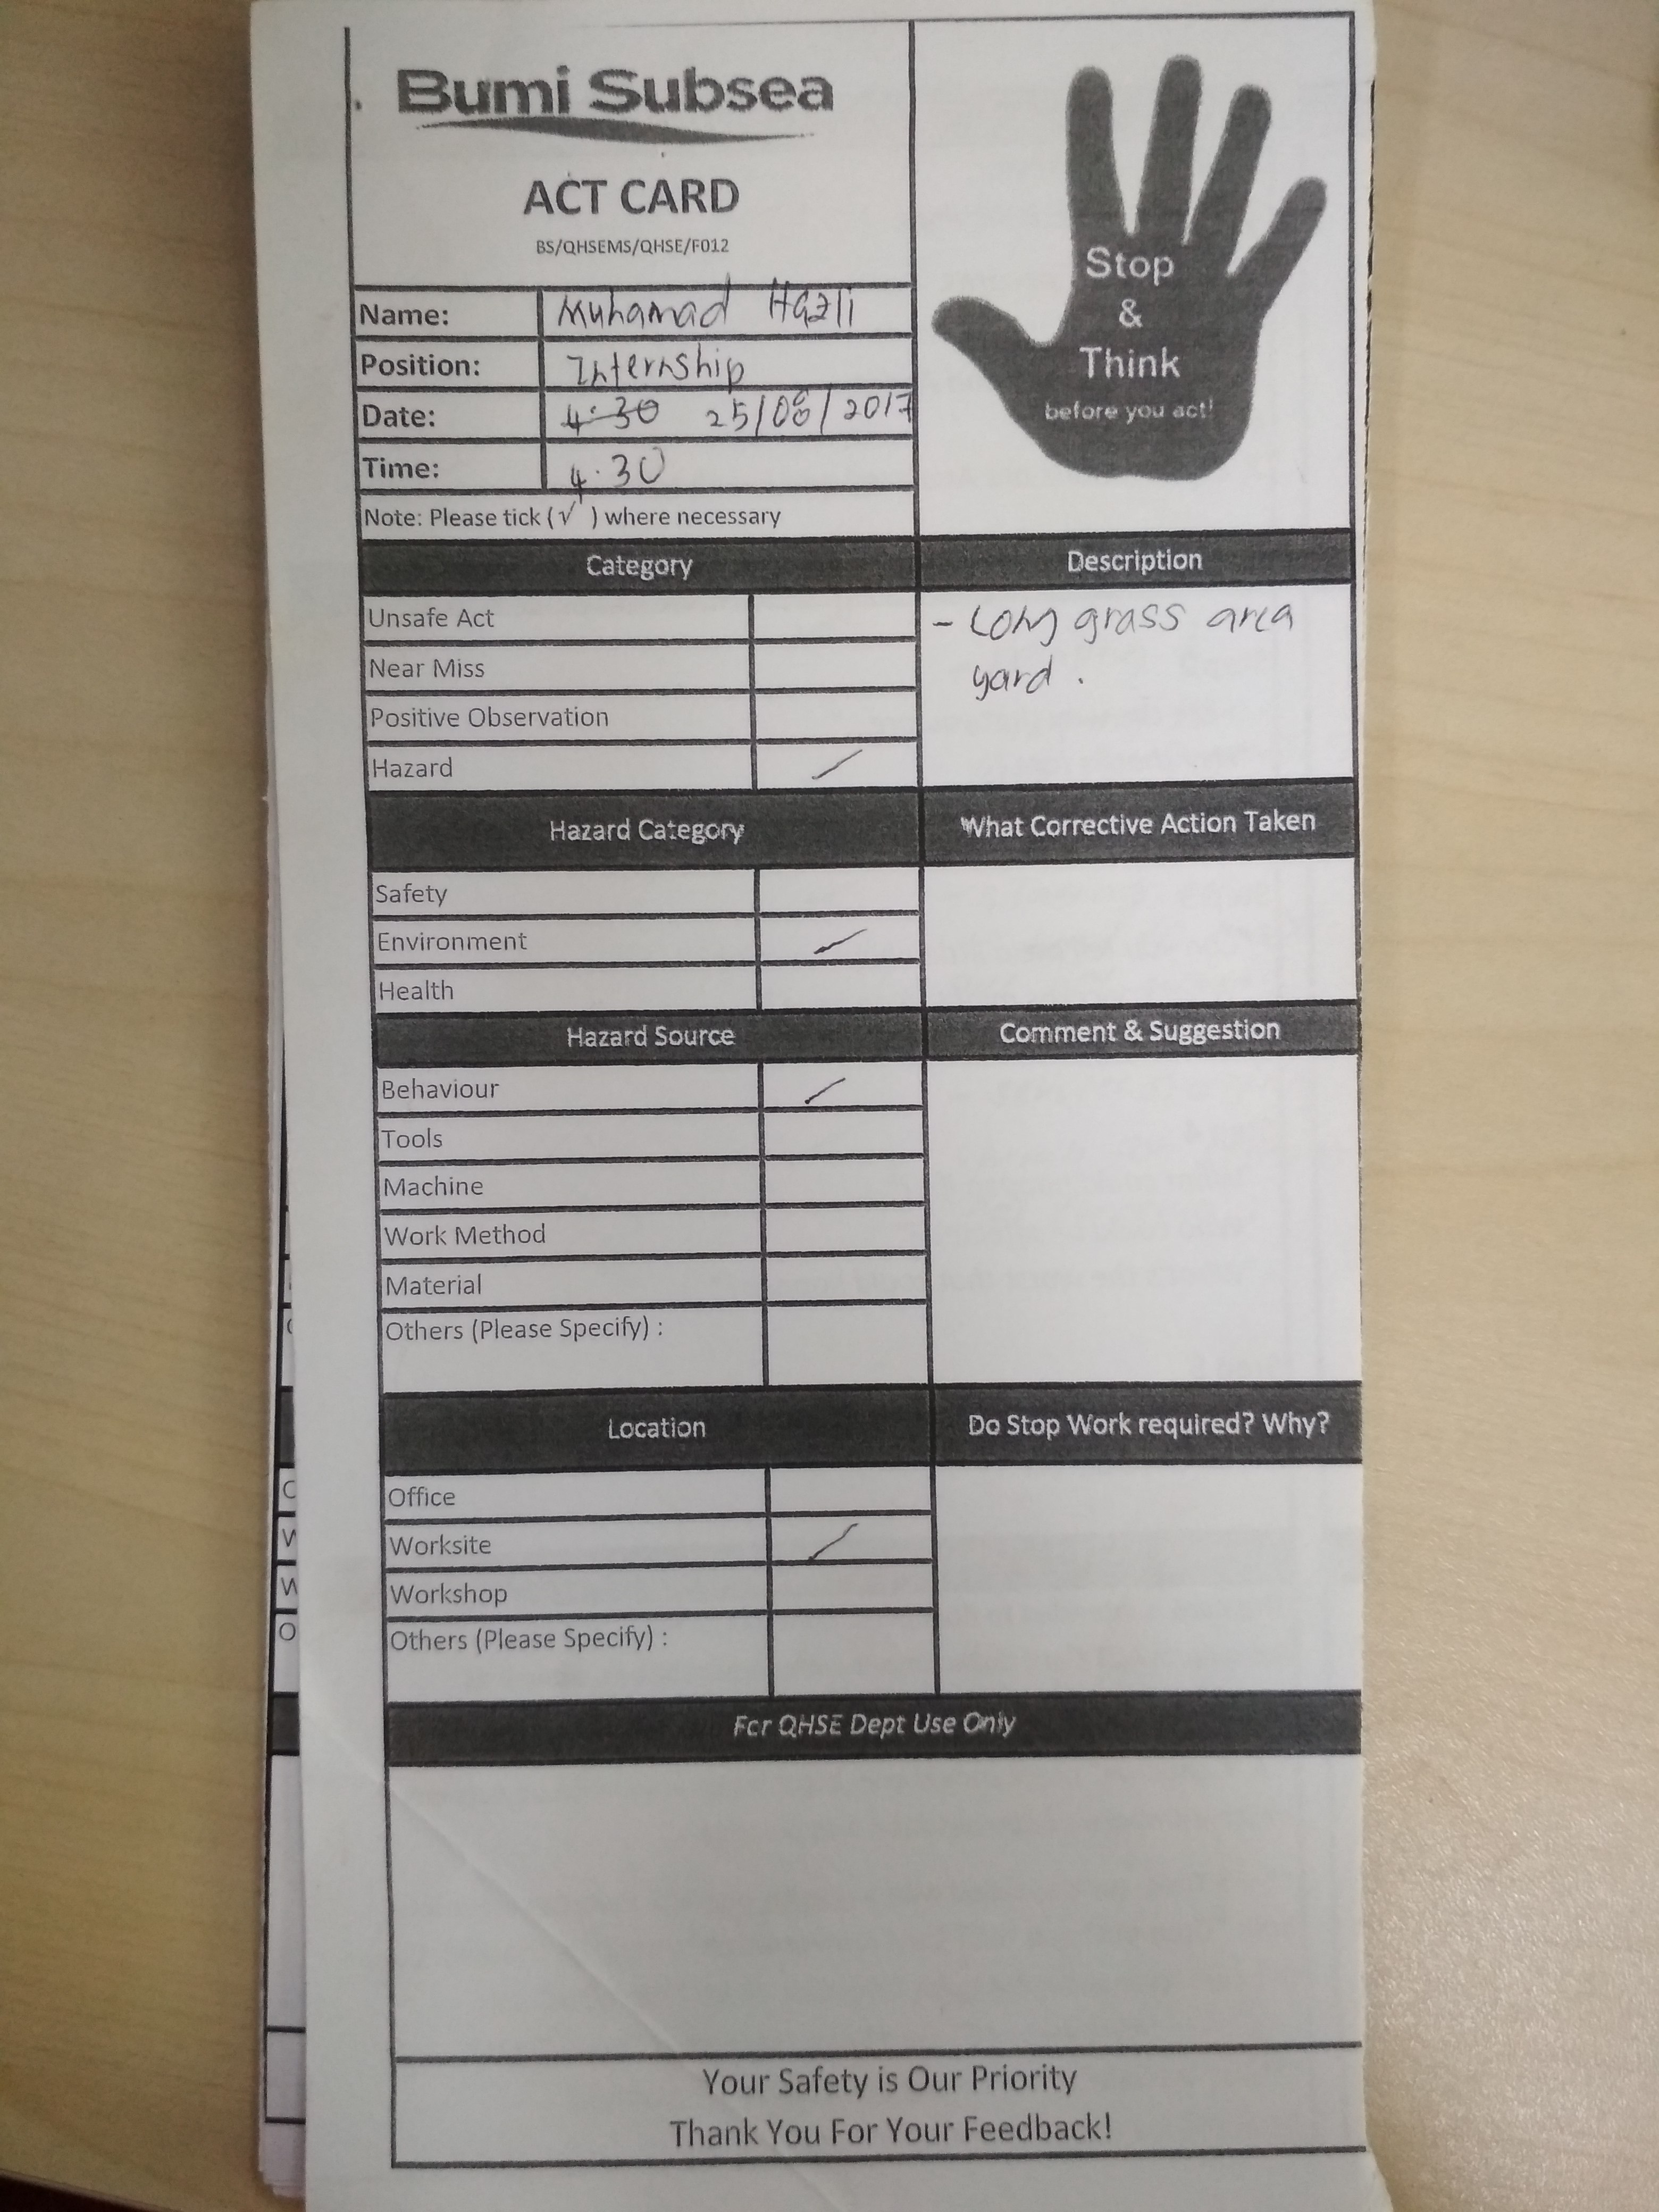 Bumi Subsea
ACT CARD
BS/QHSEMS/QHSE/F012
Stop
&
Think
before you act!
Name: Muhamad Hazli
Position: Internship
Date: 4.30 25/08/2017
Time: 4.30
Note: Please tick (√) where necessary
Category
Description
Unsafe Act
Near Miss
Positive Observation
Hazard ✓
- Long grass area
yard.
Hazard Category
What Corrective Action Taken
Safety
Environment ✓
Health
Hazard Source
Comment & Suggestion
Behaviour ✓
Tools
Machine
Work Method
Material
Others (Please Specify) :
Location
Do Stop Work required? Why?
Office
Worksite ✓
Workshop
Others (Please Specify) :
For QHSE Dept Use Only
Your Safety is Our Priority
Thank You For Your Feedback!